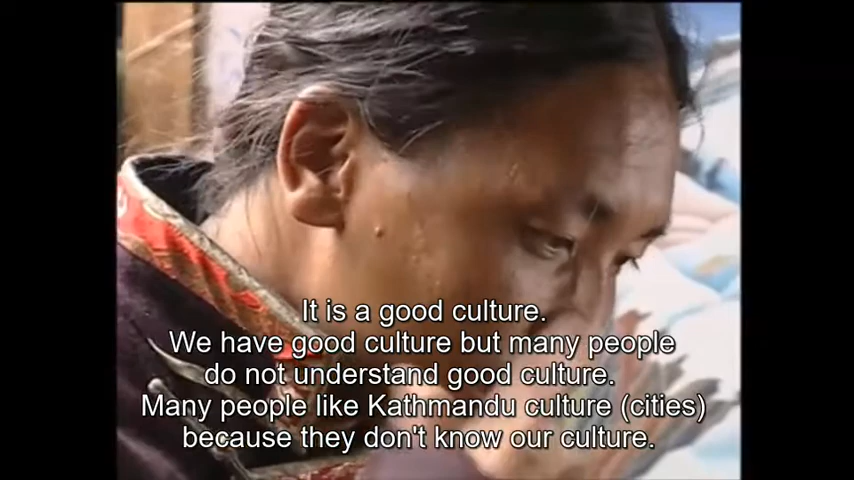 It is a good culture.
We have good culture but many people
do not understand good culture.
Many people like Kathmandu culture (cities)
because they don't know our culture.